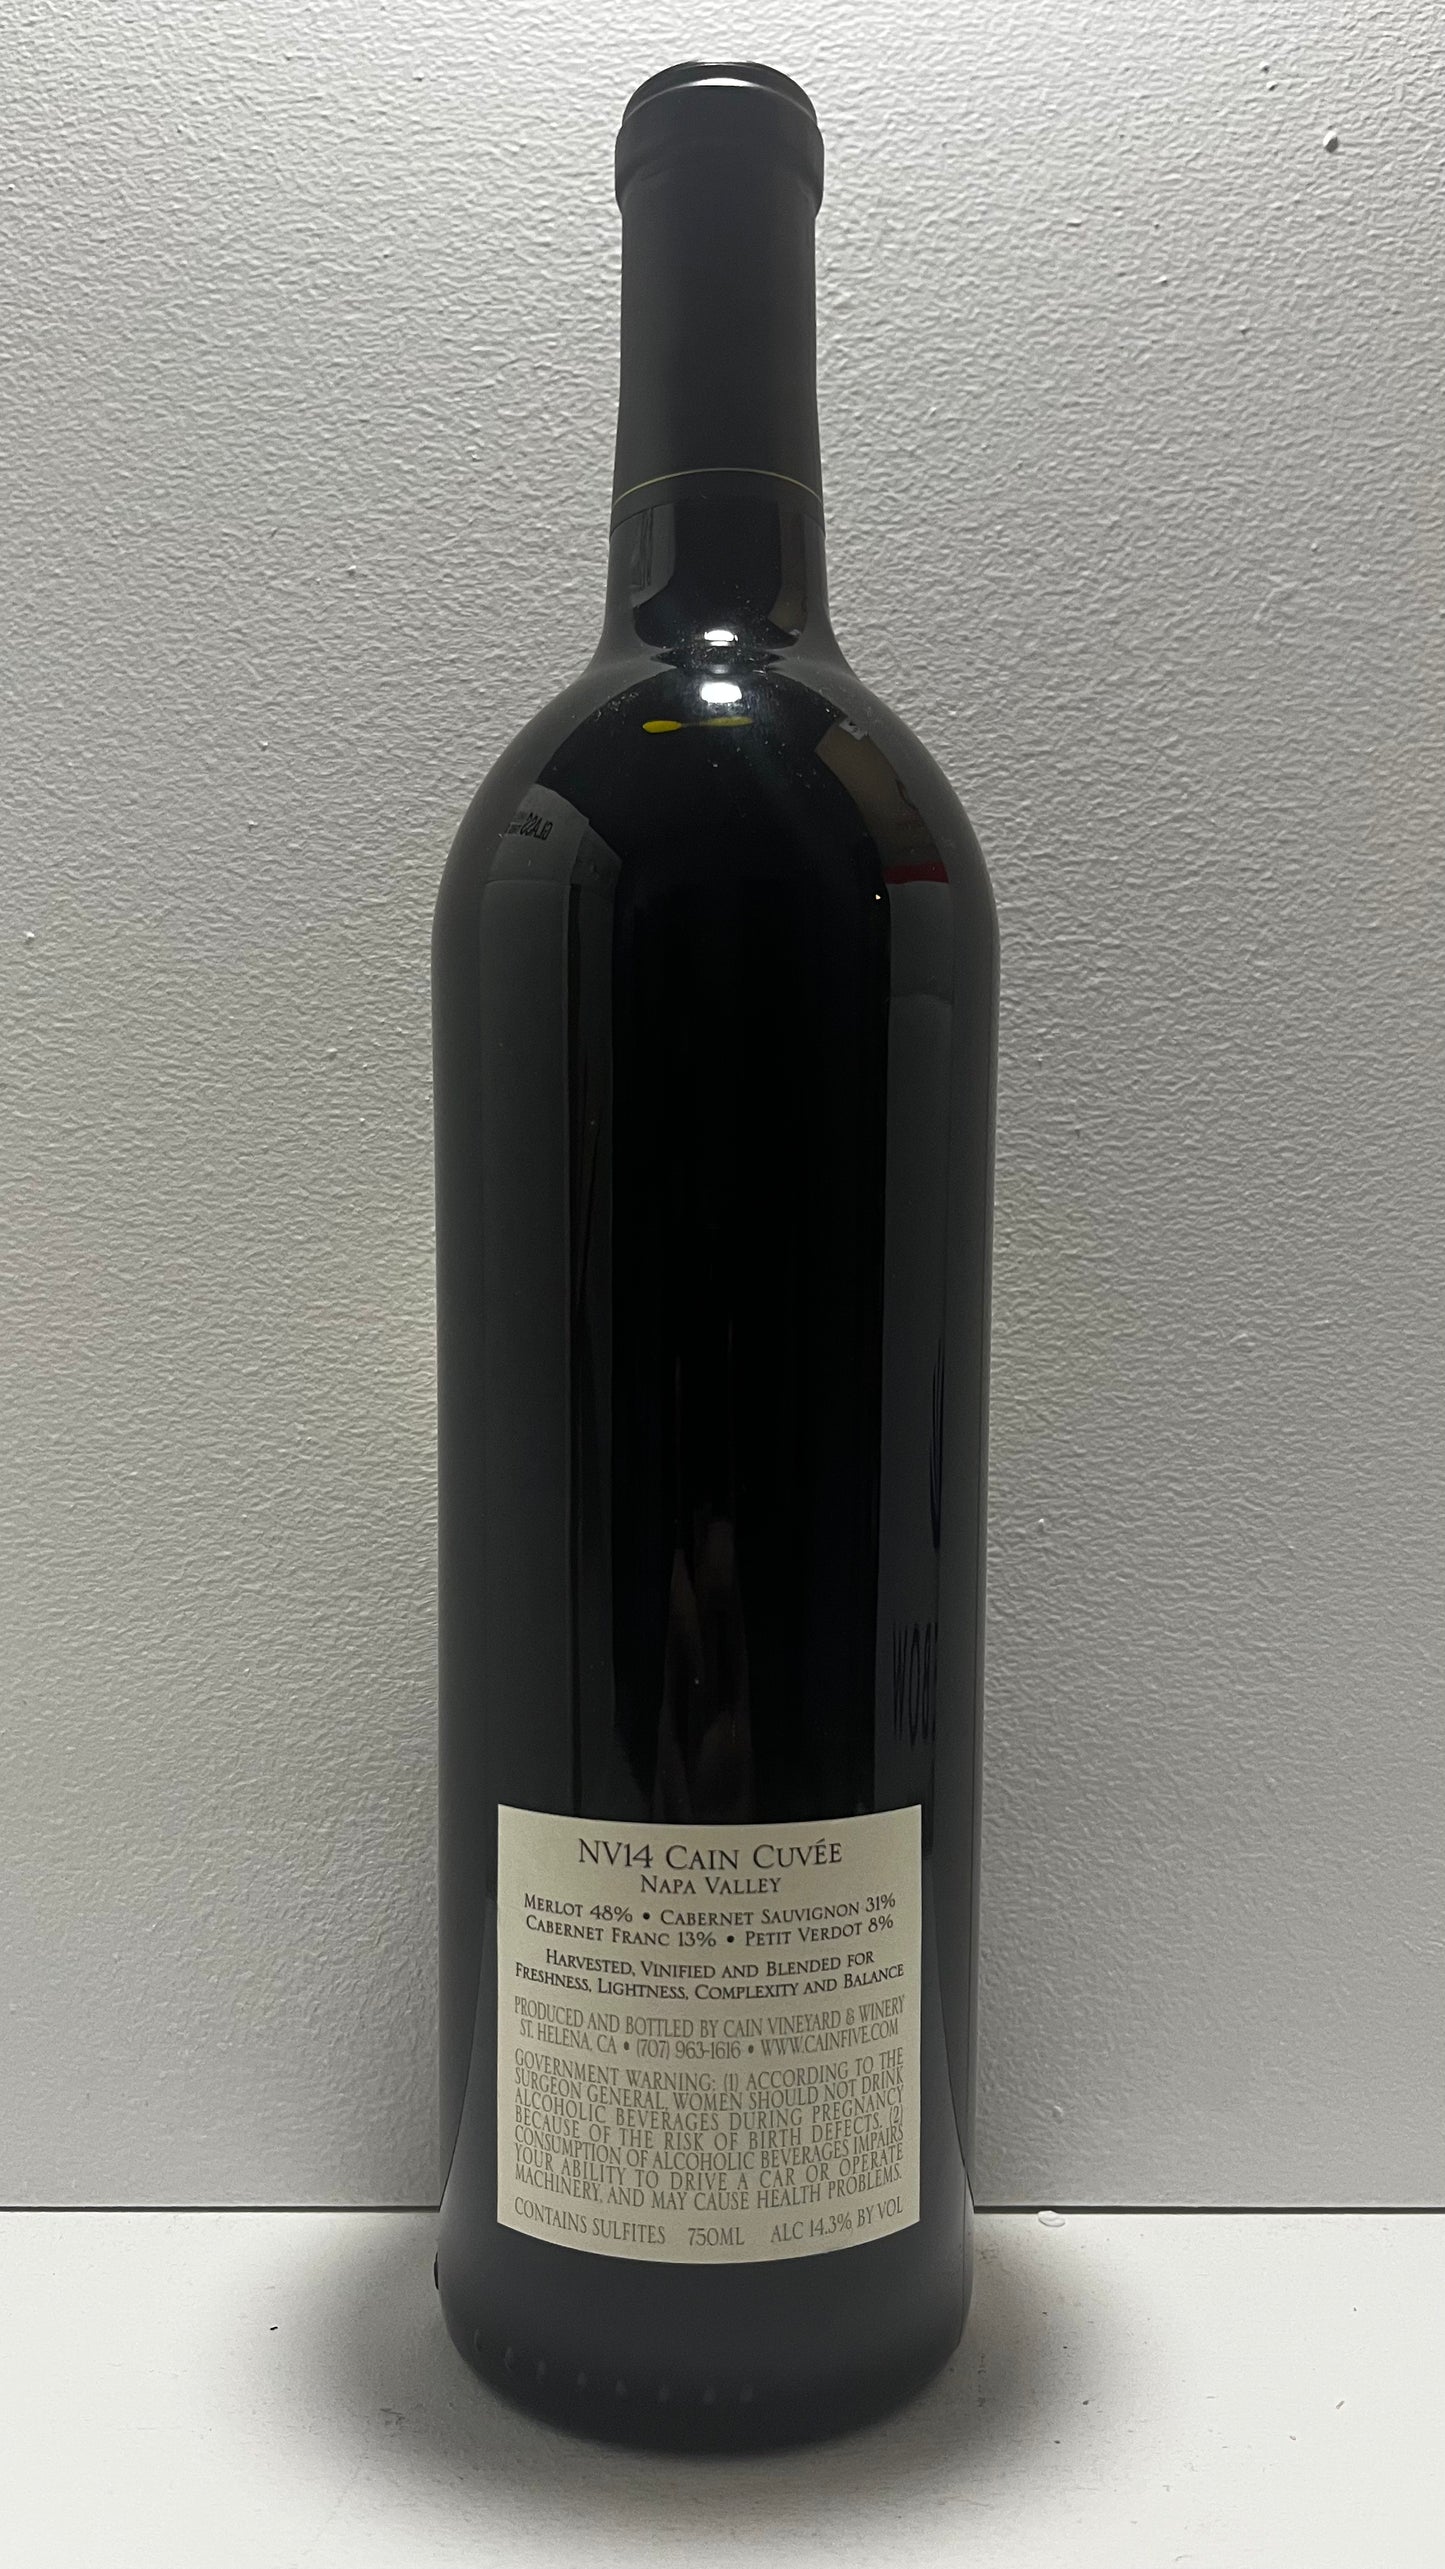 GLASS
WOOD
NV14 CAIN CUVÉE
NAPA VALLEY
MERLOT 48% • CABERNET SAUVIGNON 31%
CABERNET FRANC 13% • PETIT VERDOT 8%
HARVESTED, VINIFIED AND BLENDED FOR
FRESHNESS, LIGHTNESS, COMPLEXITY AND BALANCE
PRODUCED AND BOTTLED BY CAIN VINEYARD & WINERY
ST. HELENA, CA • (707) 963-1616 • WWW.CAINFIVE.COM
GOVERNMENT WARNING: (1) ACCORDING TO THE
SURGEON GENERAL, WOMEN SHOULD NOT DRINK
ALCOHOLIC BEVERAGES DURING PREGNANCY
BECAUSE OF THE RISK OF BIRTH DEFECTS. (2)
CONSUMPTION OF ALCOHOLIC BEVERAGES IMPAIRS
YOUR ABILITY TO DRIVE A CAR OR OPERATE
MACHINERY, AND MAY CAUSE HEALTH PROBLEMS.
CONTAINS SULFITES 750ML ALC 14.3% BY VOL